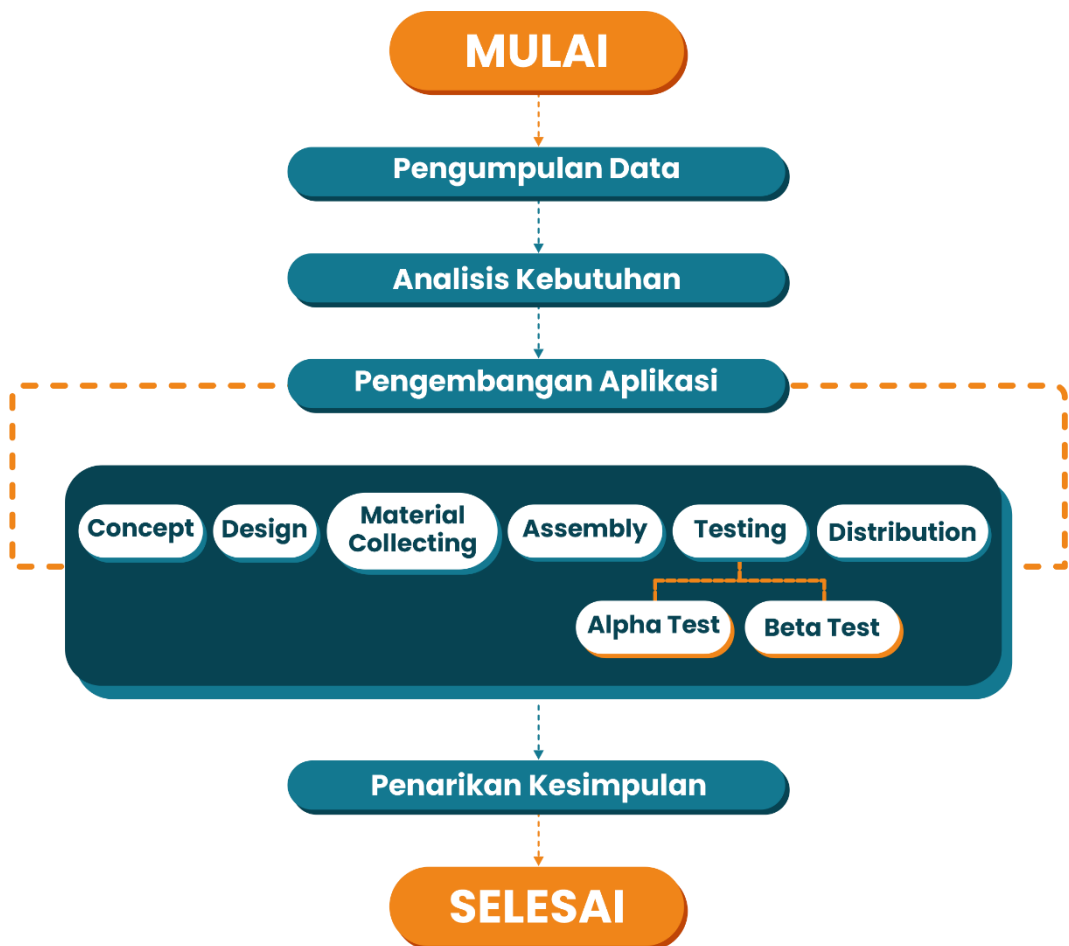 MULAI
Pengumpulan Data
Analisis Kebutuhan
Pengembangan Aplikasi
Concept
Design
Material
Collecting
Assembly
Testing
Distribution
Alpha Test
Beta Test
Penarikan Kesimpulan
SELESAI